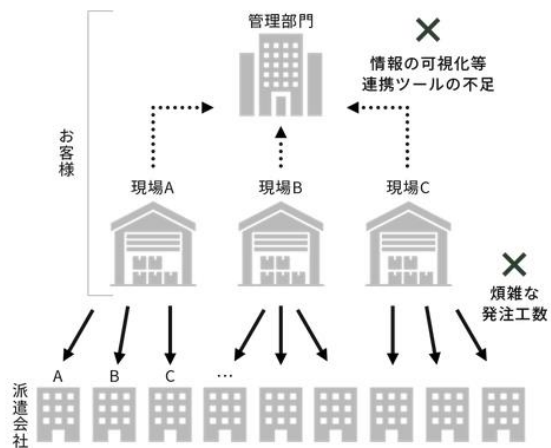 管理部門
情報の可視化等
連携ツールの不足
お客様
現場A
現場B
現場C
煩雑な
発注工数
A
B
C
…
派遣会社